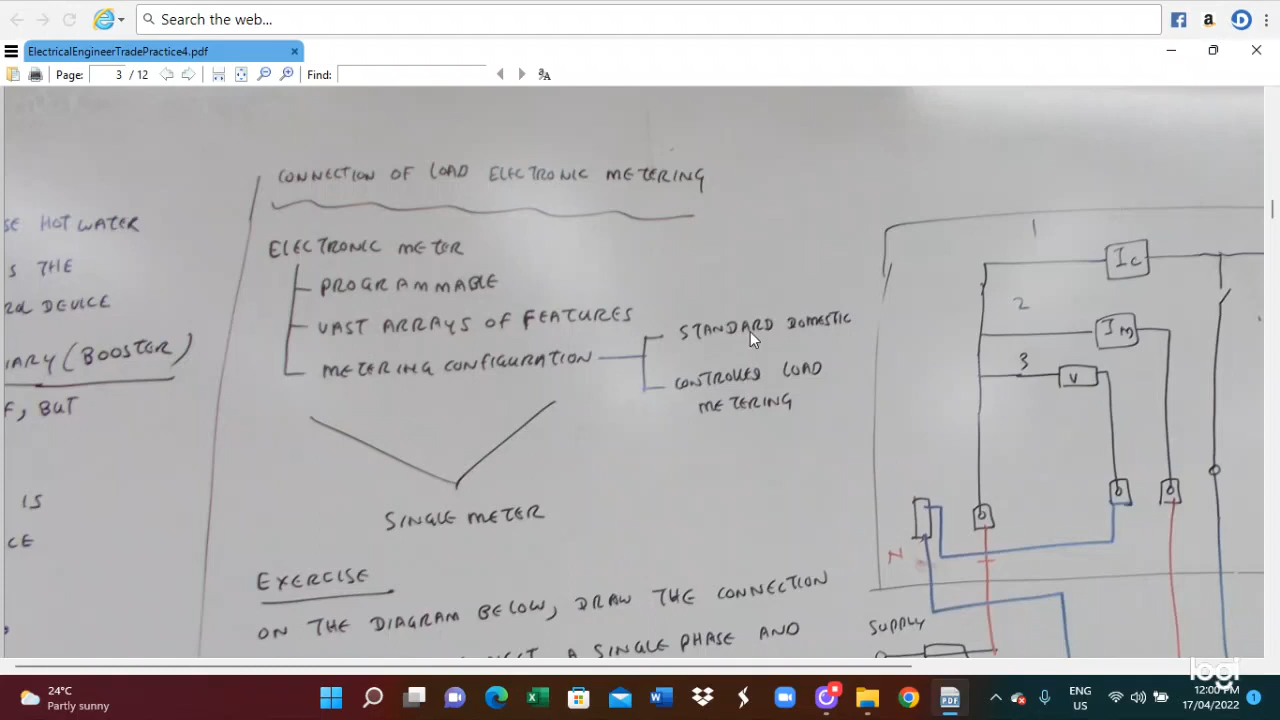 Search the web...
ElectricalEngineerTradePractice4.pdf
Page: 3 / 12 Find:
CONNECTION OF LOAD ELECTRONIC METERING
SE HOT WATER
S THE
DEVICE
(BOOSTER)
F, BUT
IS
CE
ELECTRONIC METER
PROGRAMMABLE
VAST ARRAYS OF FEATURES
METERING CONFIGURATION
STANDARD DOMESTIC
CONTROLLED LOAD
METERING
SINGLE METER
EXERCISE
ON THE DIAGRAM BELOW, DRAW THE CONNECTION
A SINGLE PHASE AND
1
Ic
2
Im
3
V
N
SUPPLY
logi
24°C
Partly sunny
ENG
US
12:00 PM
17/04/2022